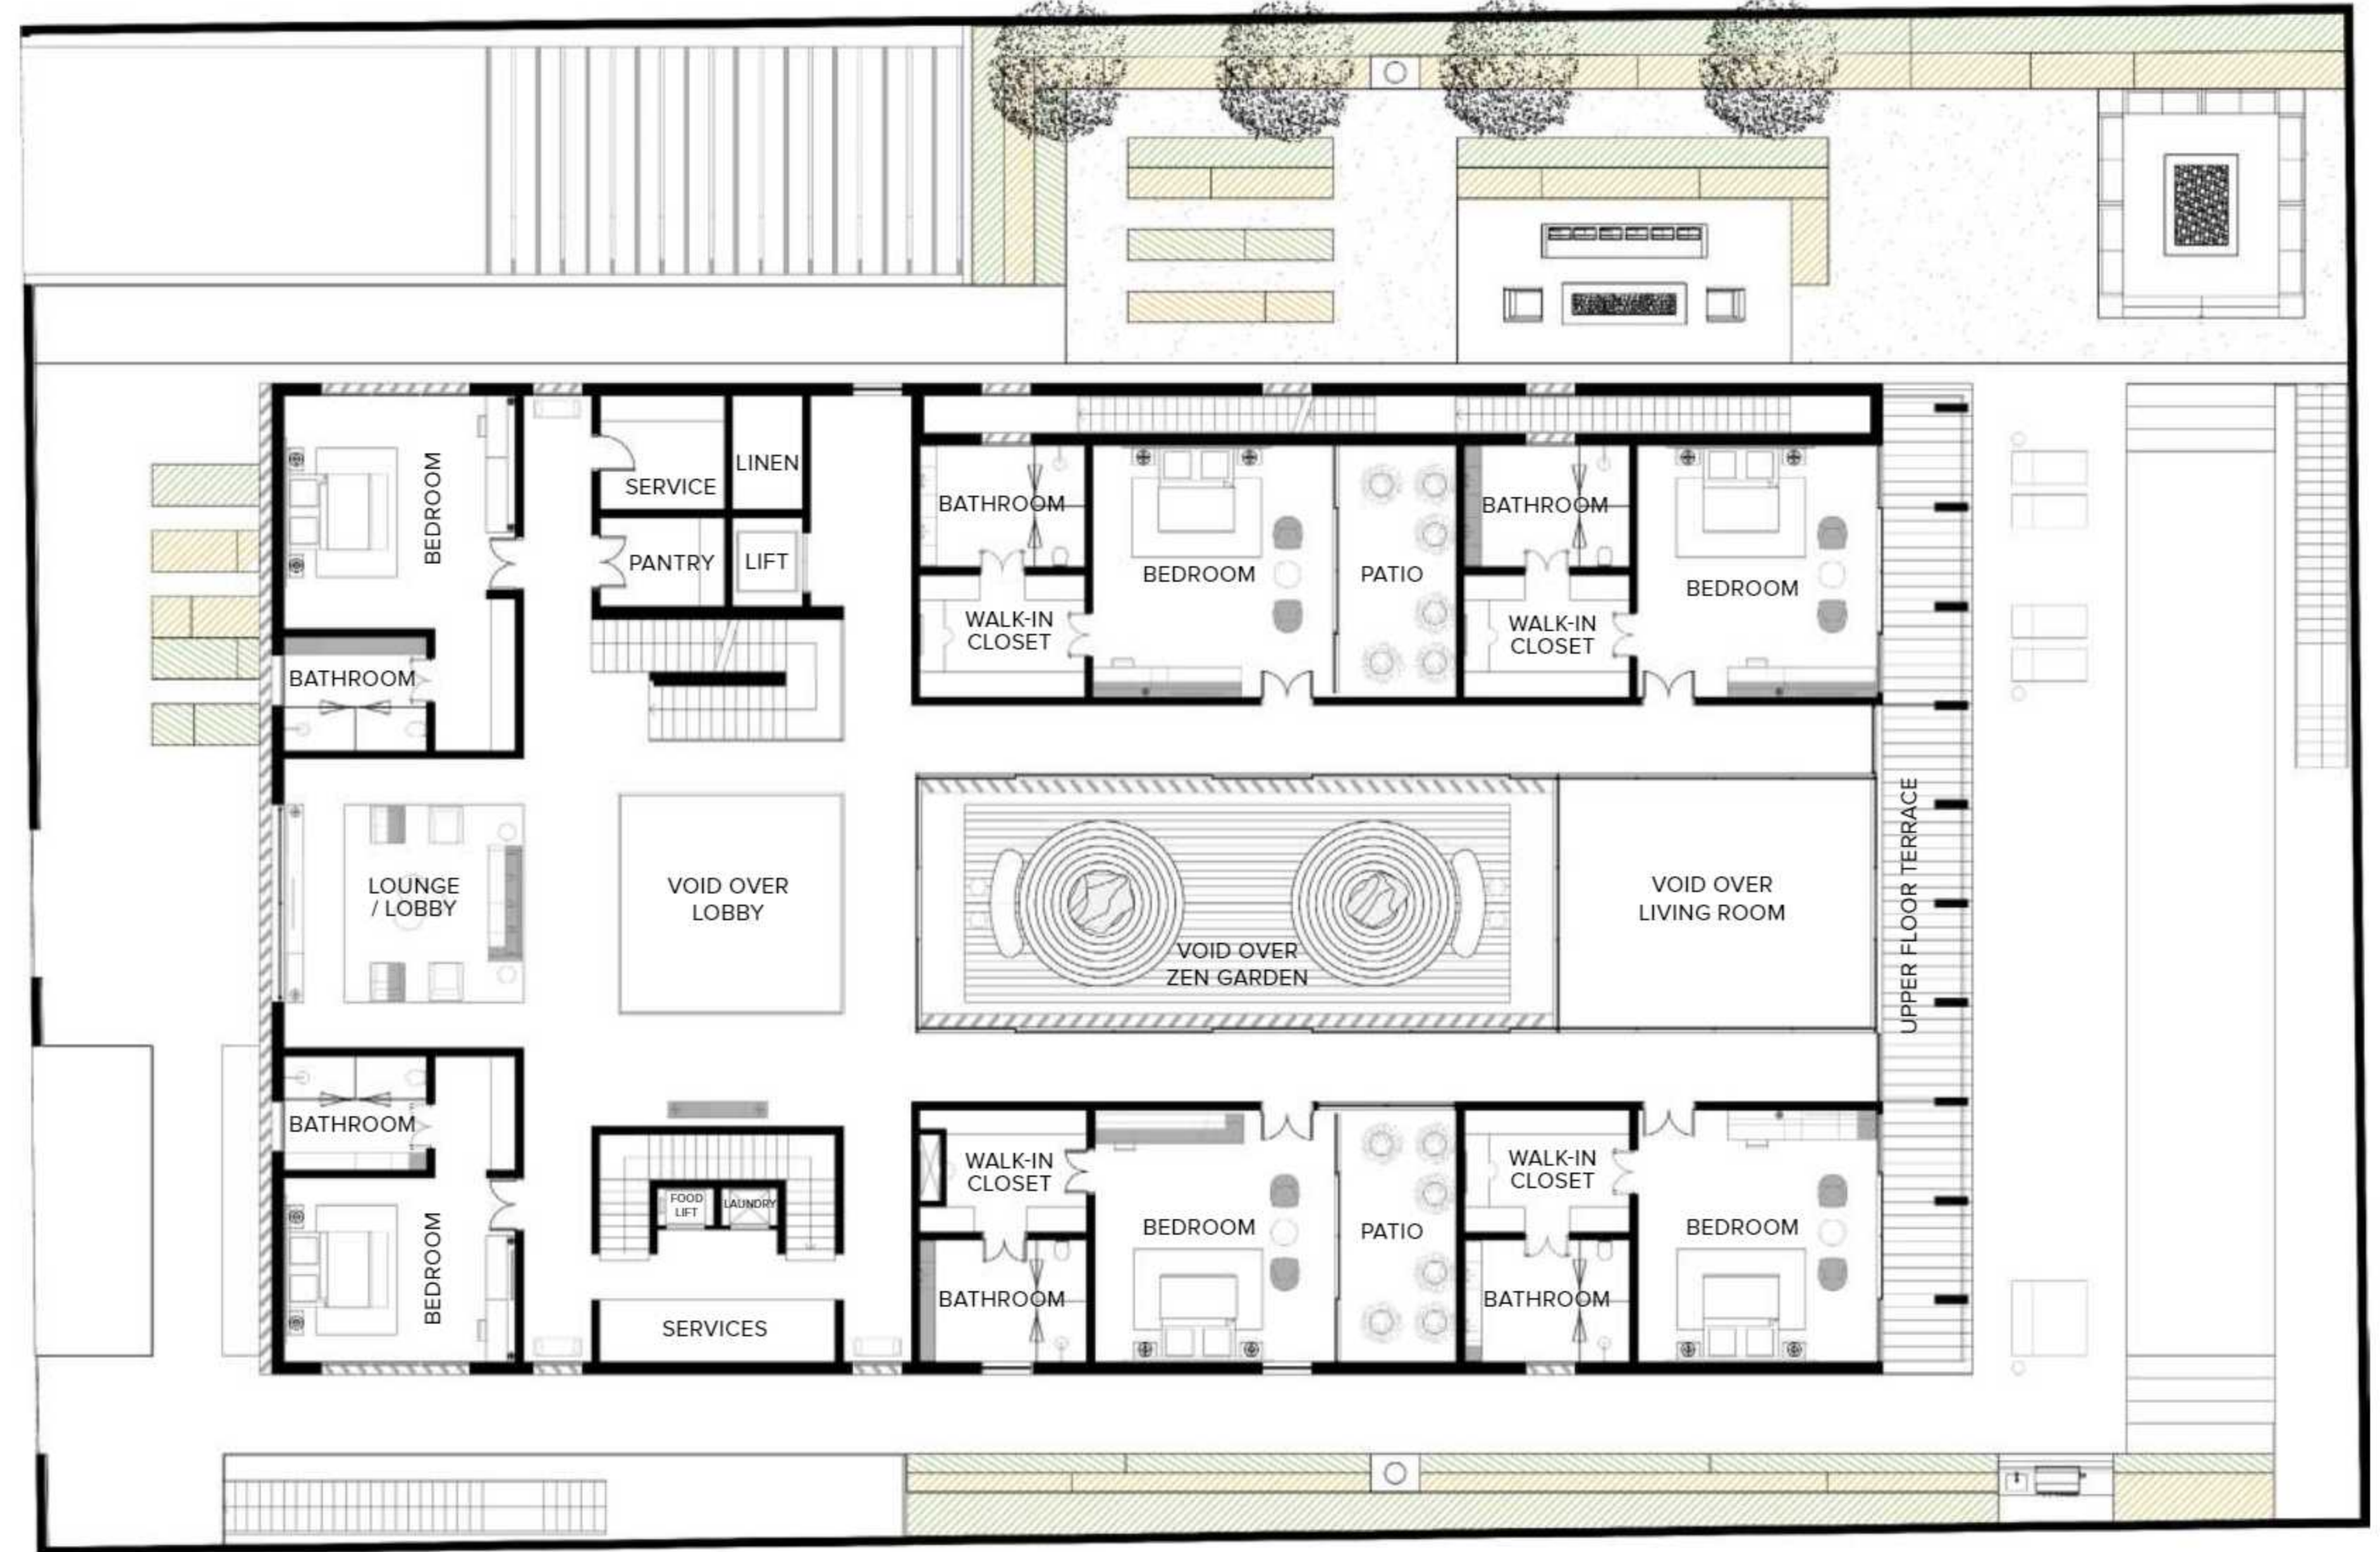 BEDROOM
SERVICE
LINEN
PANTRY
LIFT
BATHROOM
BATHROOM
WALK-IN
CLOSET
BEDROOM
PATIO
BATHROOM
WALK-IN
CLOSET
BEDROOM
LOUNGE
/ LOBBY
VOID OVER
LOBBY
VOID OVER
ZEN GARDEN
VOID OVER
LIVING ROOM
UPPER FLOOR TERRACE
BATHROOM
BEDROOM
FOOD
LIFT
LAUNDRY
SERVICES
WALK-IN
CLOSET
BATHROOM
BEDROOM
PATIO
WALK-IN
CLOSET
BATHROOM
BEDROOM